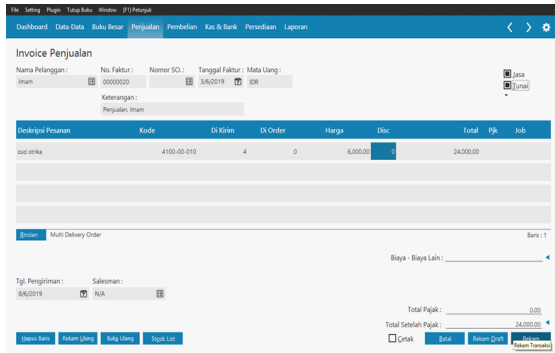 File Setting Plugin Tutup Buku Window [F1] Petunjuk
Dashboard Data-Data Buku Besar Penjualan Pembelian Kas & Bank Persediaan Laporan
Invoice Penjualan
Nama Pelanggan : No. Faktur : Nomor SO. : Tanggal Faktur : Mata Uang :
Imam 00000020 3/6/2019 IDR
Jasa
Tunai
Keterangan :
Penjualan, Imam
Deskripsi Pesanan Kode Di Kirim Di Order Harga Disc Total Pjk Job
cuci strika 4100-00-010 4 0 6,000.00 0 24,000.00
Rincian Multi Delivery Order Baris : 1
Biaya - Biaya Lain :
Tgl. Pengiriman : Salesman :
8/6/2019 N/A
Total Pajak : 0.00
Total Setelah Pajak : 24,000.00
Hapus Baris Rekam Ulang Buka Ulang Stock List Cetak Batal Rekam Draft Rekam
Rekam Transaksi